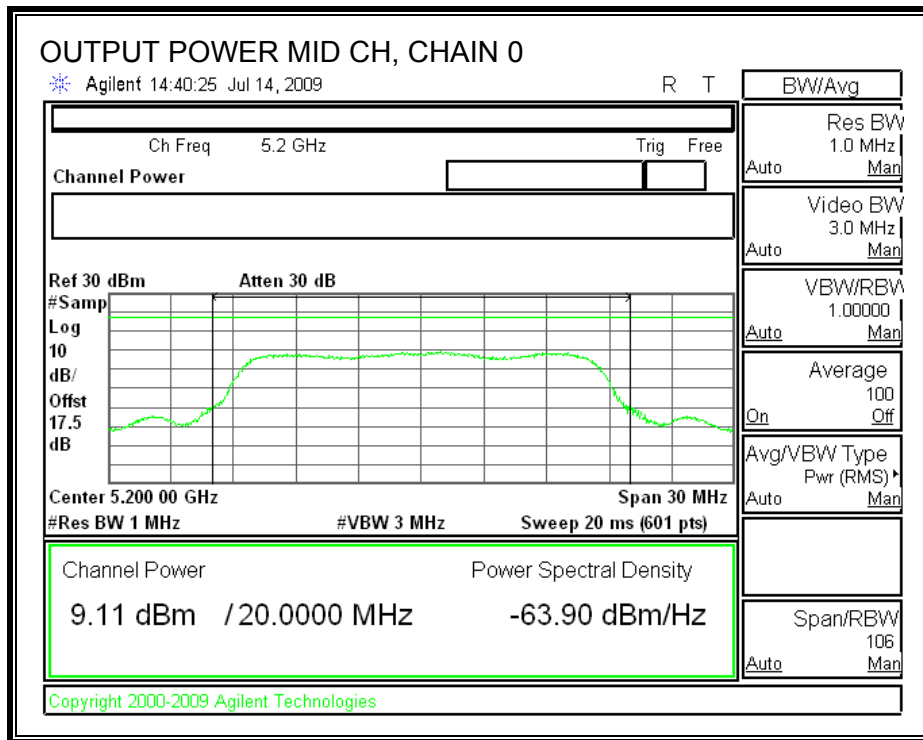 OUTPUT POWER MID CH, CHAIN 0
Agilent 14:40:25 Jul 14, 2009 R T
Ch Freq 5.2 GHz Trig Free
Channel Power
Ref 30 dBm Atten 30 dB
#Samp
Log
10
dB/
Offst
17.5
dB
Center 5.200 00 GHz Span 30 MHz
#Res BW 1 MHz #VBW 3 MHz Sweep 20 ms (601 pts)
Channel Power Power Spectral Density
9.11 dBm / 20.0000 MHz -63.90 dBm/Hz
Copyright 2000-2009 Agilent Technologies
BW/Avg
Res BW
1.0 MHz
Auto Man
Video BW
3.0 MHz
Auto Man
VBW/RBW
1.00000
Auto Man
Average
100
On Off
Avg/VBW Type
Pwr (RMS)
Auto Man
Span/RBW
106
Auto Man